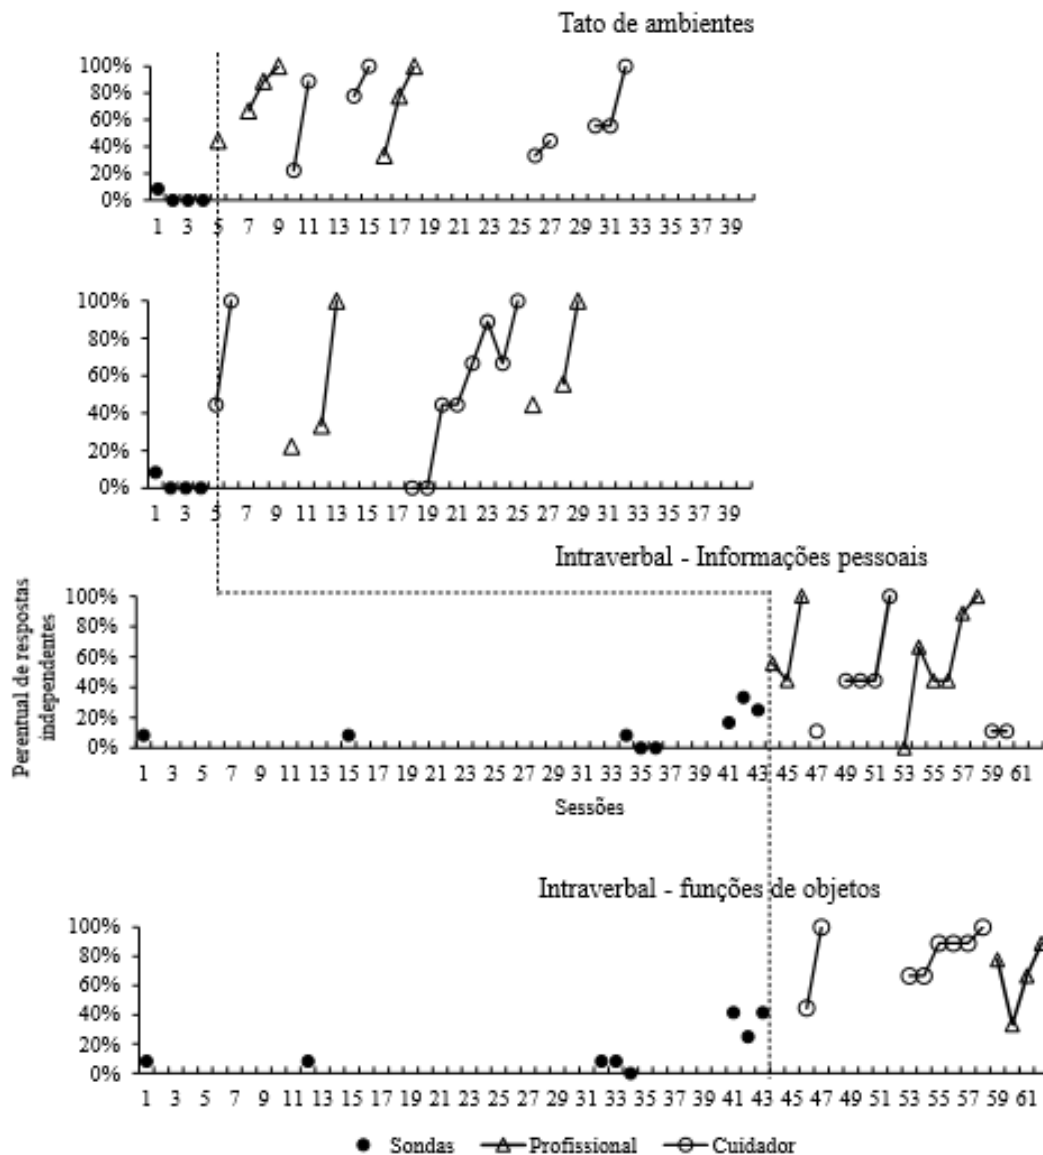 Tato de ambientes
100%
80%
60%
40%
20%
0%
1 3 5 7 9 11 13 15 17 19 21 23 25 27 29 31 33 35 37 39
100%
80%
60%
40%
20%
0%
1 3 5 7 9 11 13 15 17 19 21 23 25 27 29 31 33 35 37 39
Intraverbal - Informações pessoais
Perentual de respostas
independentes
100%
80%
60%
40%
20%
0%
1 3 5 7 9 11 13 15 17 19 21 23 25 27 29 31 33 35 37 39 41 43 45 47 49 51 53 55 57 59 61
Sessões
Intraverbal - funções de objetos
100%
80%
60%
40%
20%
0%
1 3 5 7 9 11 13 15 17 19 21 23 25 27 29 31 33 35 37 39 41 43 45 47 49 51 53 55 57 59 61
Sondas Profissional Cuidador